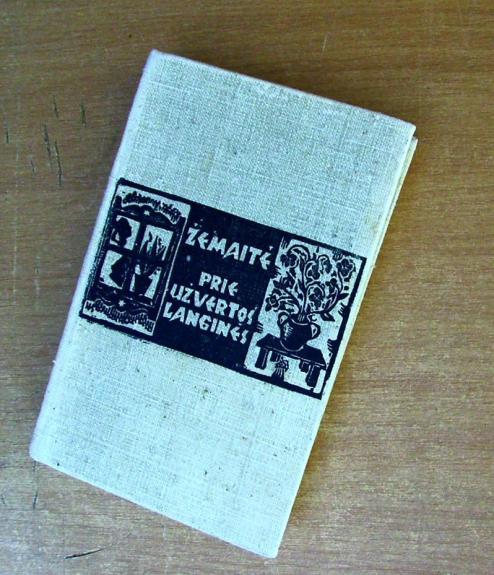 ŽEMAITĖ
PRIE
UŽVERTOS
LANGINĖS